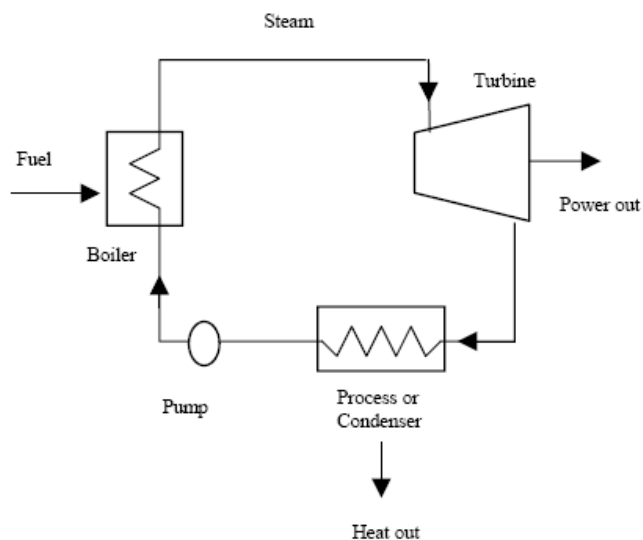 Steam
Turbine
Fuel
Power out
Boiler
Pump
Process or
Condenser
Heat out